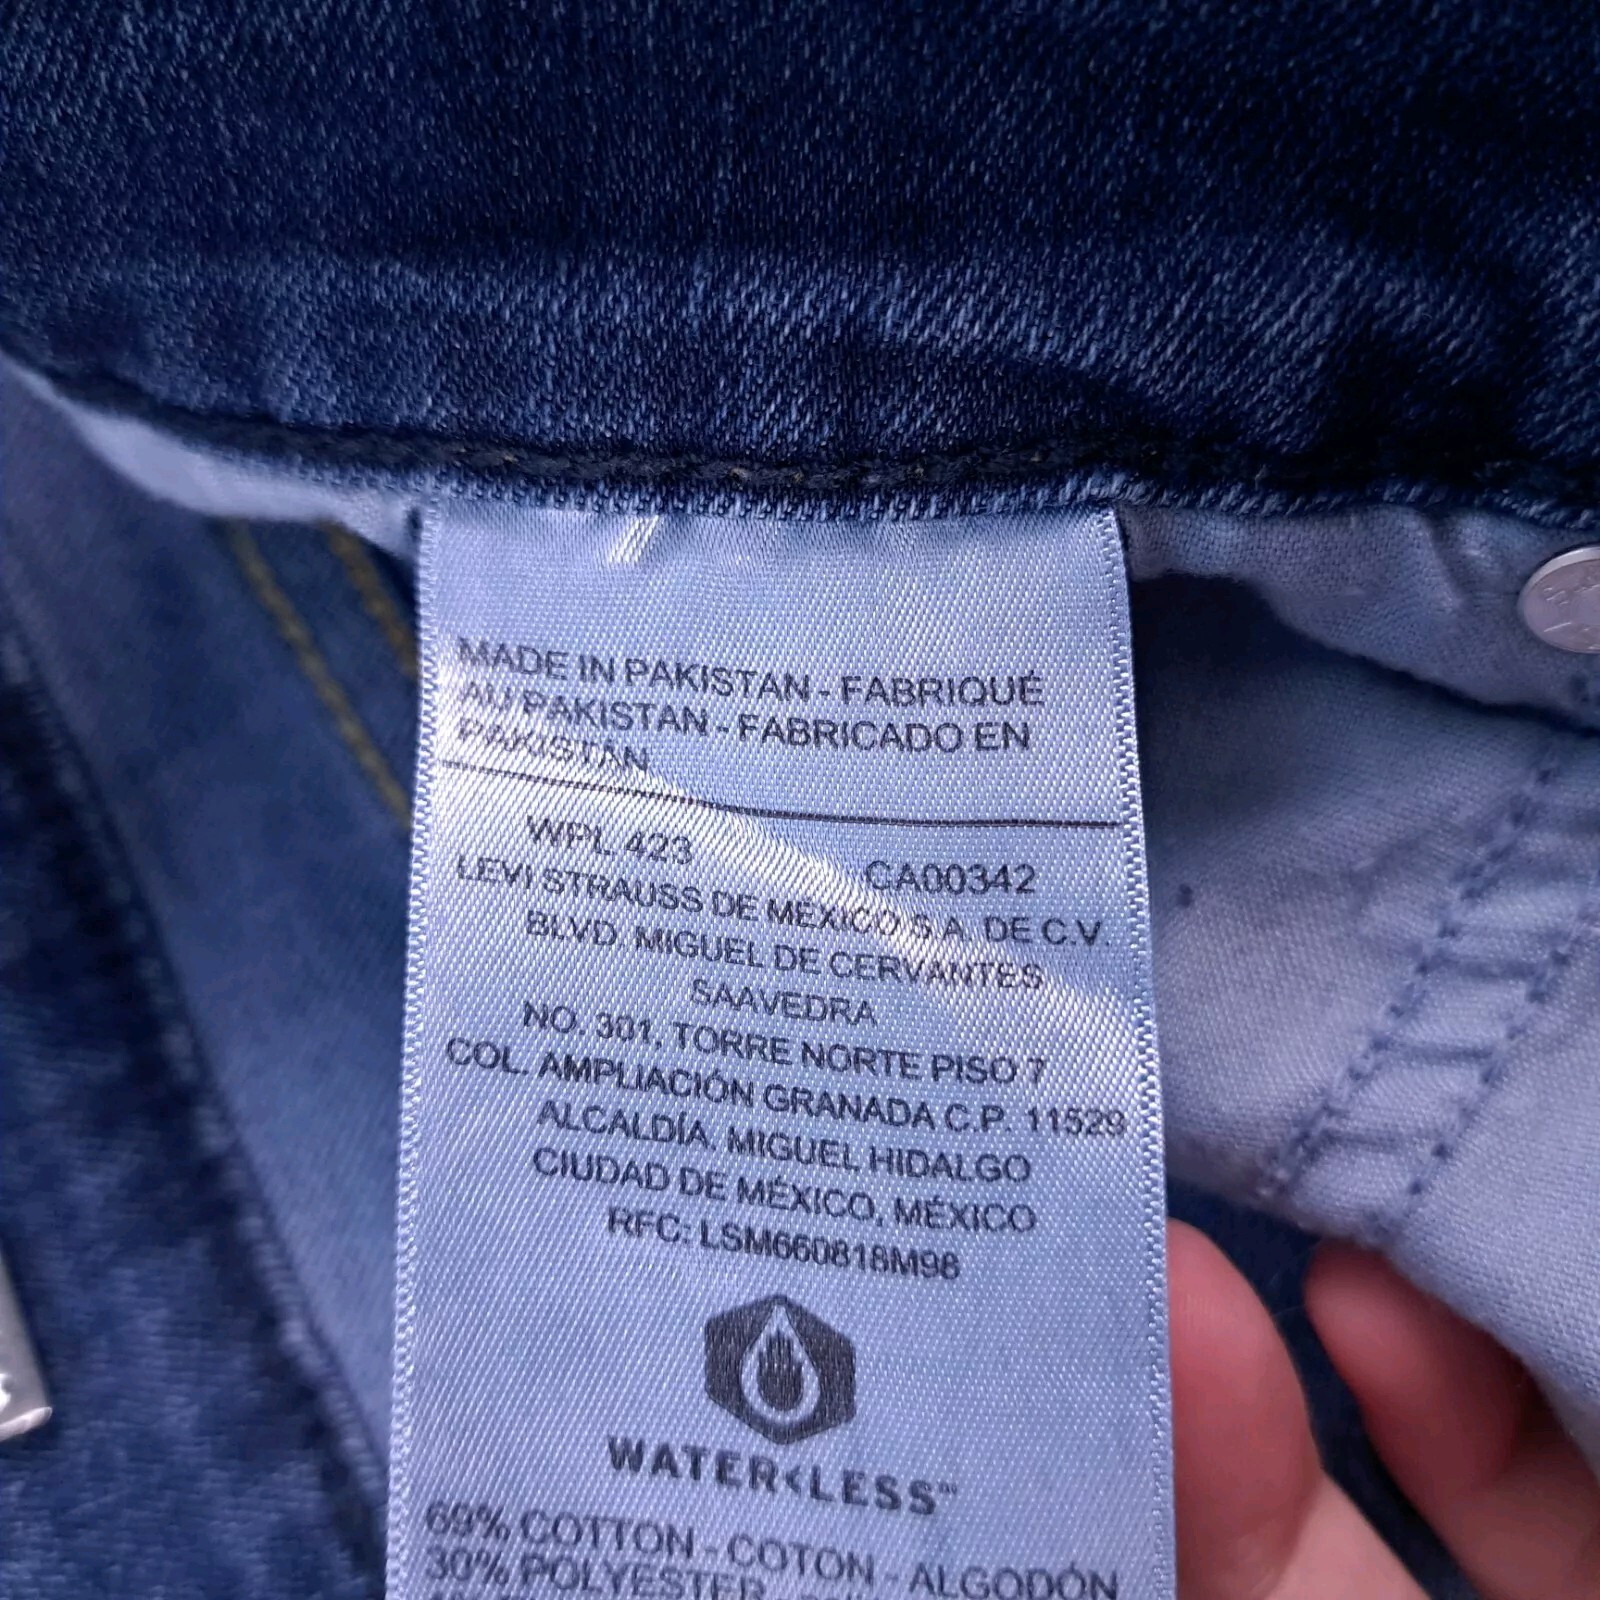 MADE IN PAKISTAN - FABRIQUÉ
AU PAKISTAN - FABRICADO EN
PAKISTÁN
WPL 423 CA00342
LEVI STRAUSS DE MÉXICO S.A. DE C.V.
BLVD. MIGUEL DE CERVANTES
SAAVEDRA
NO. 301, TORRE NORTE PISO 7
COL. AMPLIACIÓN GRANADA C.P. 11529
ALCALDÍA. MIGUEL HIDALGO
CIUDAD DE MÉXICO, MÉXICO
RFC: LSM660818M98
WATER<LESS™
69% COTTON - COTON - ALGODÓN
30% POLYESTER -